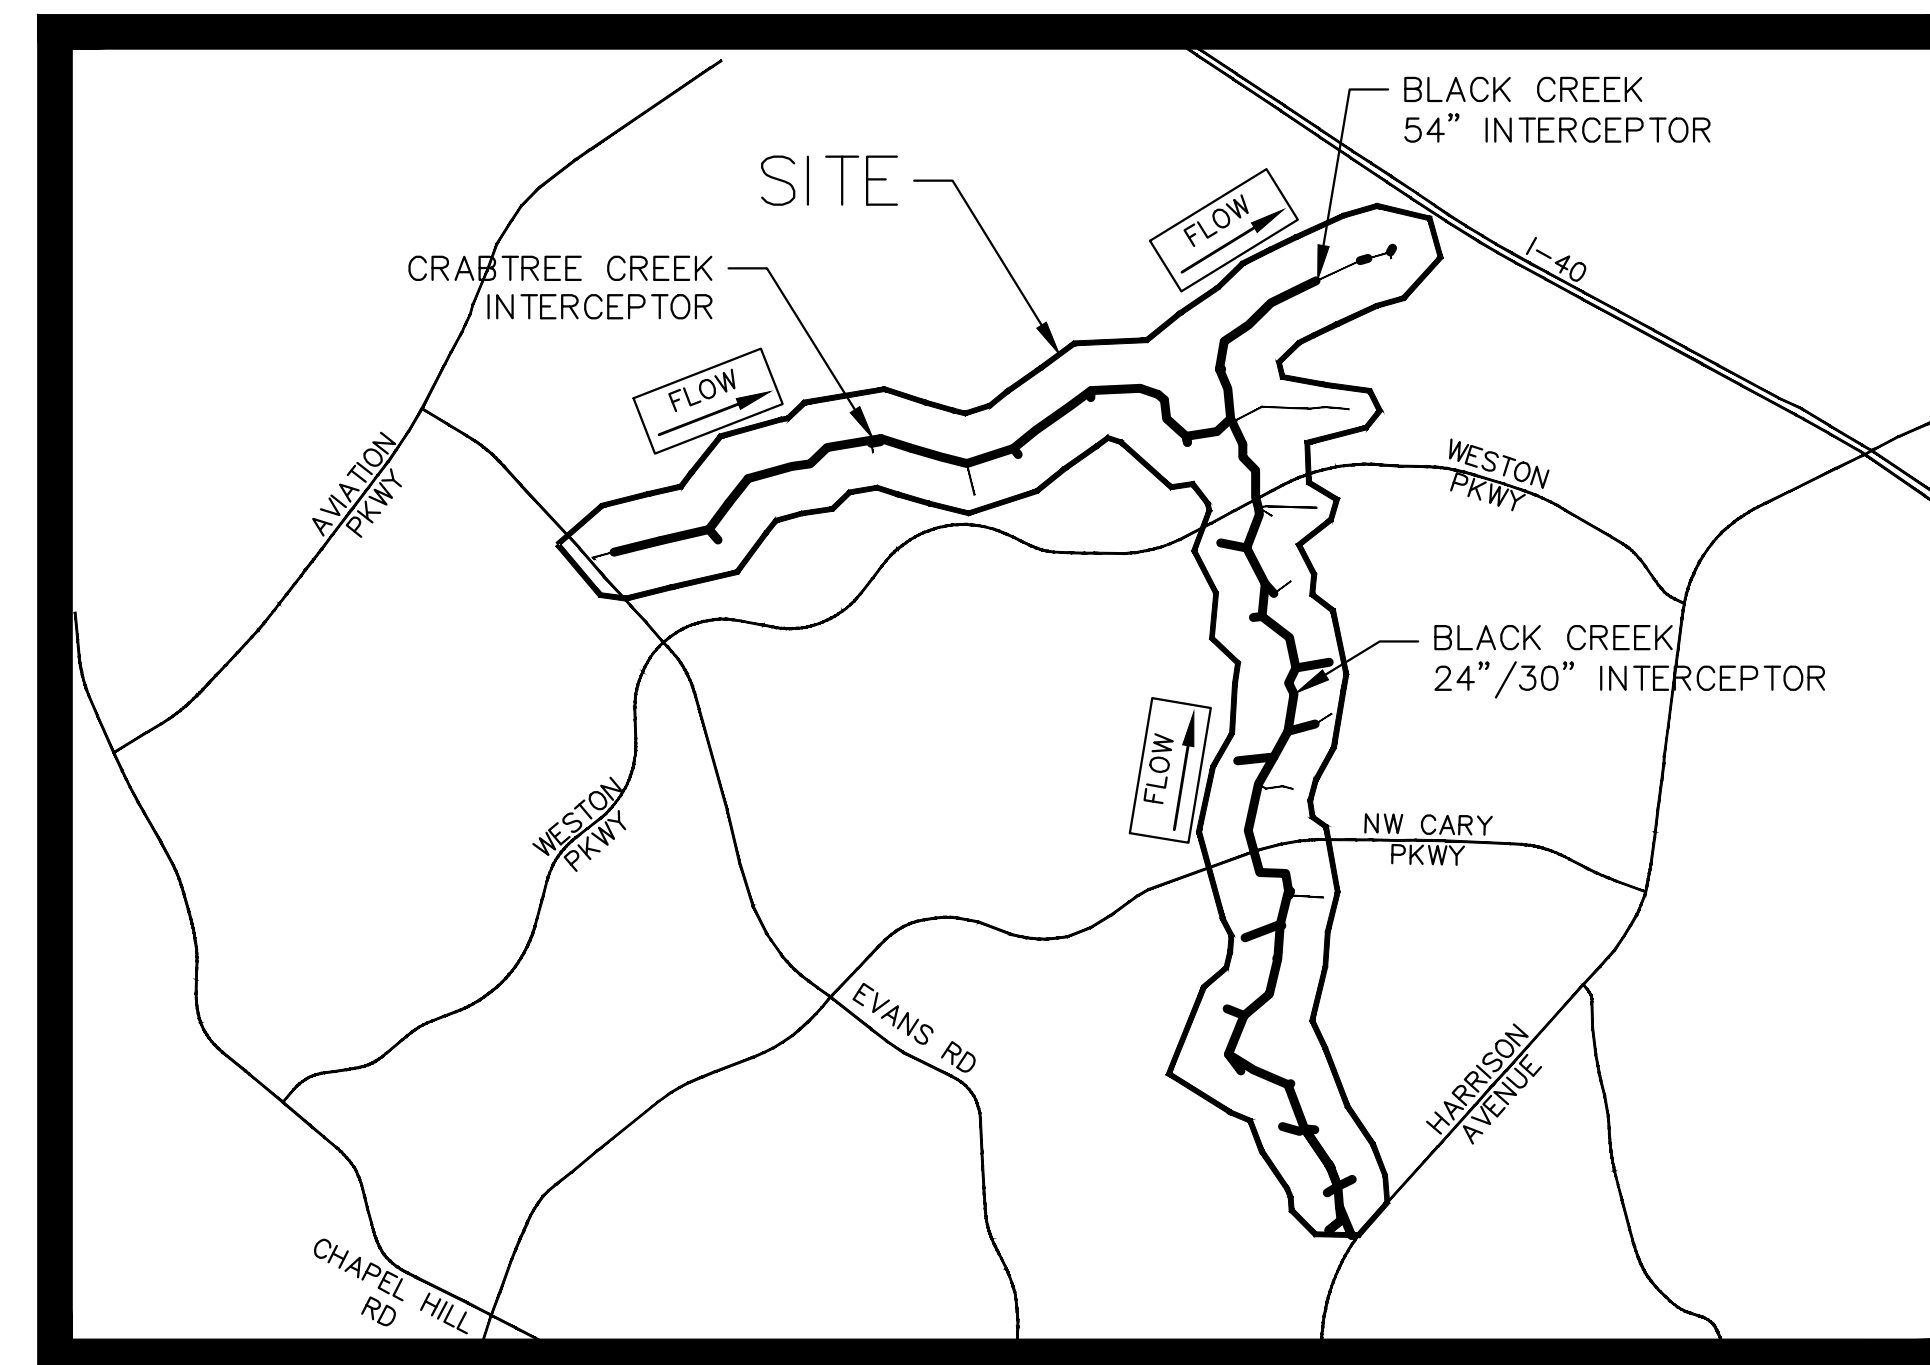 BLACK CREEK
54" INTERCEPTOR
SITE
FLOW
CRABTREE CREEK
INTERCEPTOR
I-40
FLOW
AVIATION
PKWY
WESTON
PKWY
BLACK CREEK
24"/30" INTERCEPTOR
FLOW
WESTON
PKWY
NW CARY
PKWY
EVANS RD
HARRISON
AVENUE
CHAPEL HILL
RD